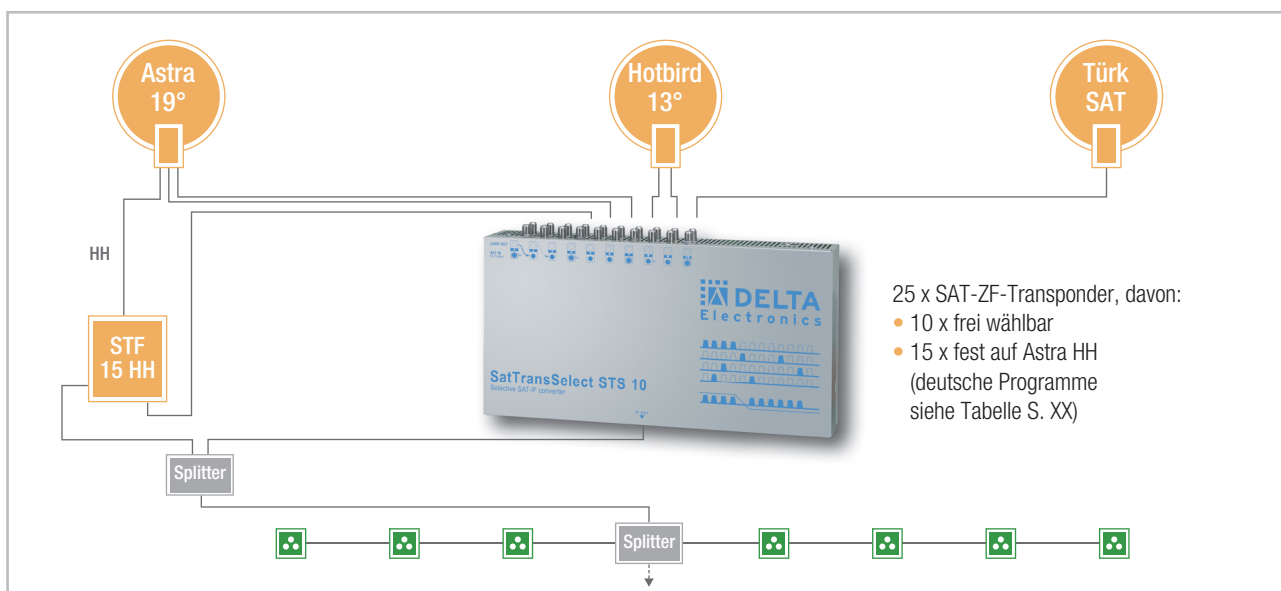 Astra
19°
Hotbird
13°
Türk
SAT
HH
STF
15 HH
DELTA
Electronics
SatTransSelect STS 10
Selective SAT-IF converter
25 x SAT-ZF-Transponder, davon:
• 10 x frei wählbar
• 15 x fest auf Astra HH
(deutsche Programme
siehe Tabelle S. XX)
Splitter
Splitter